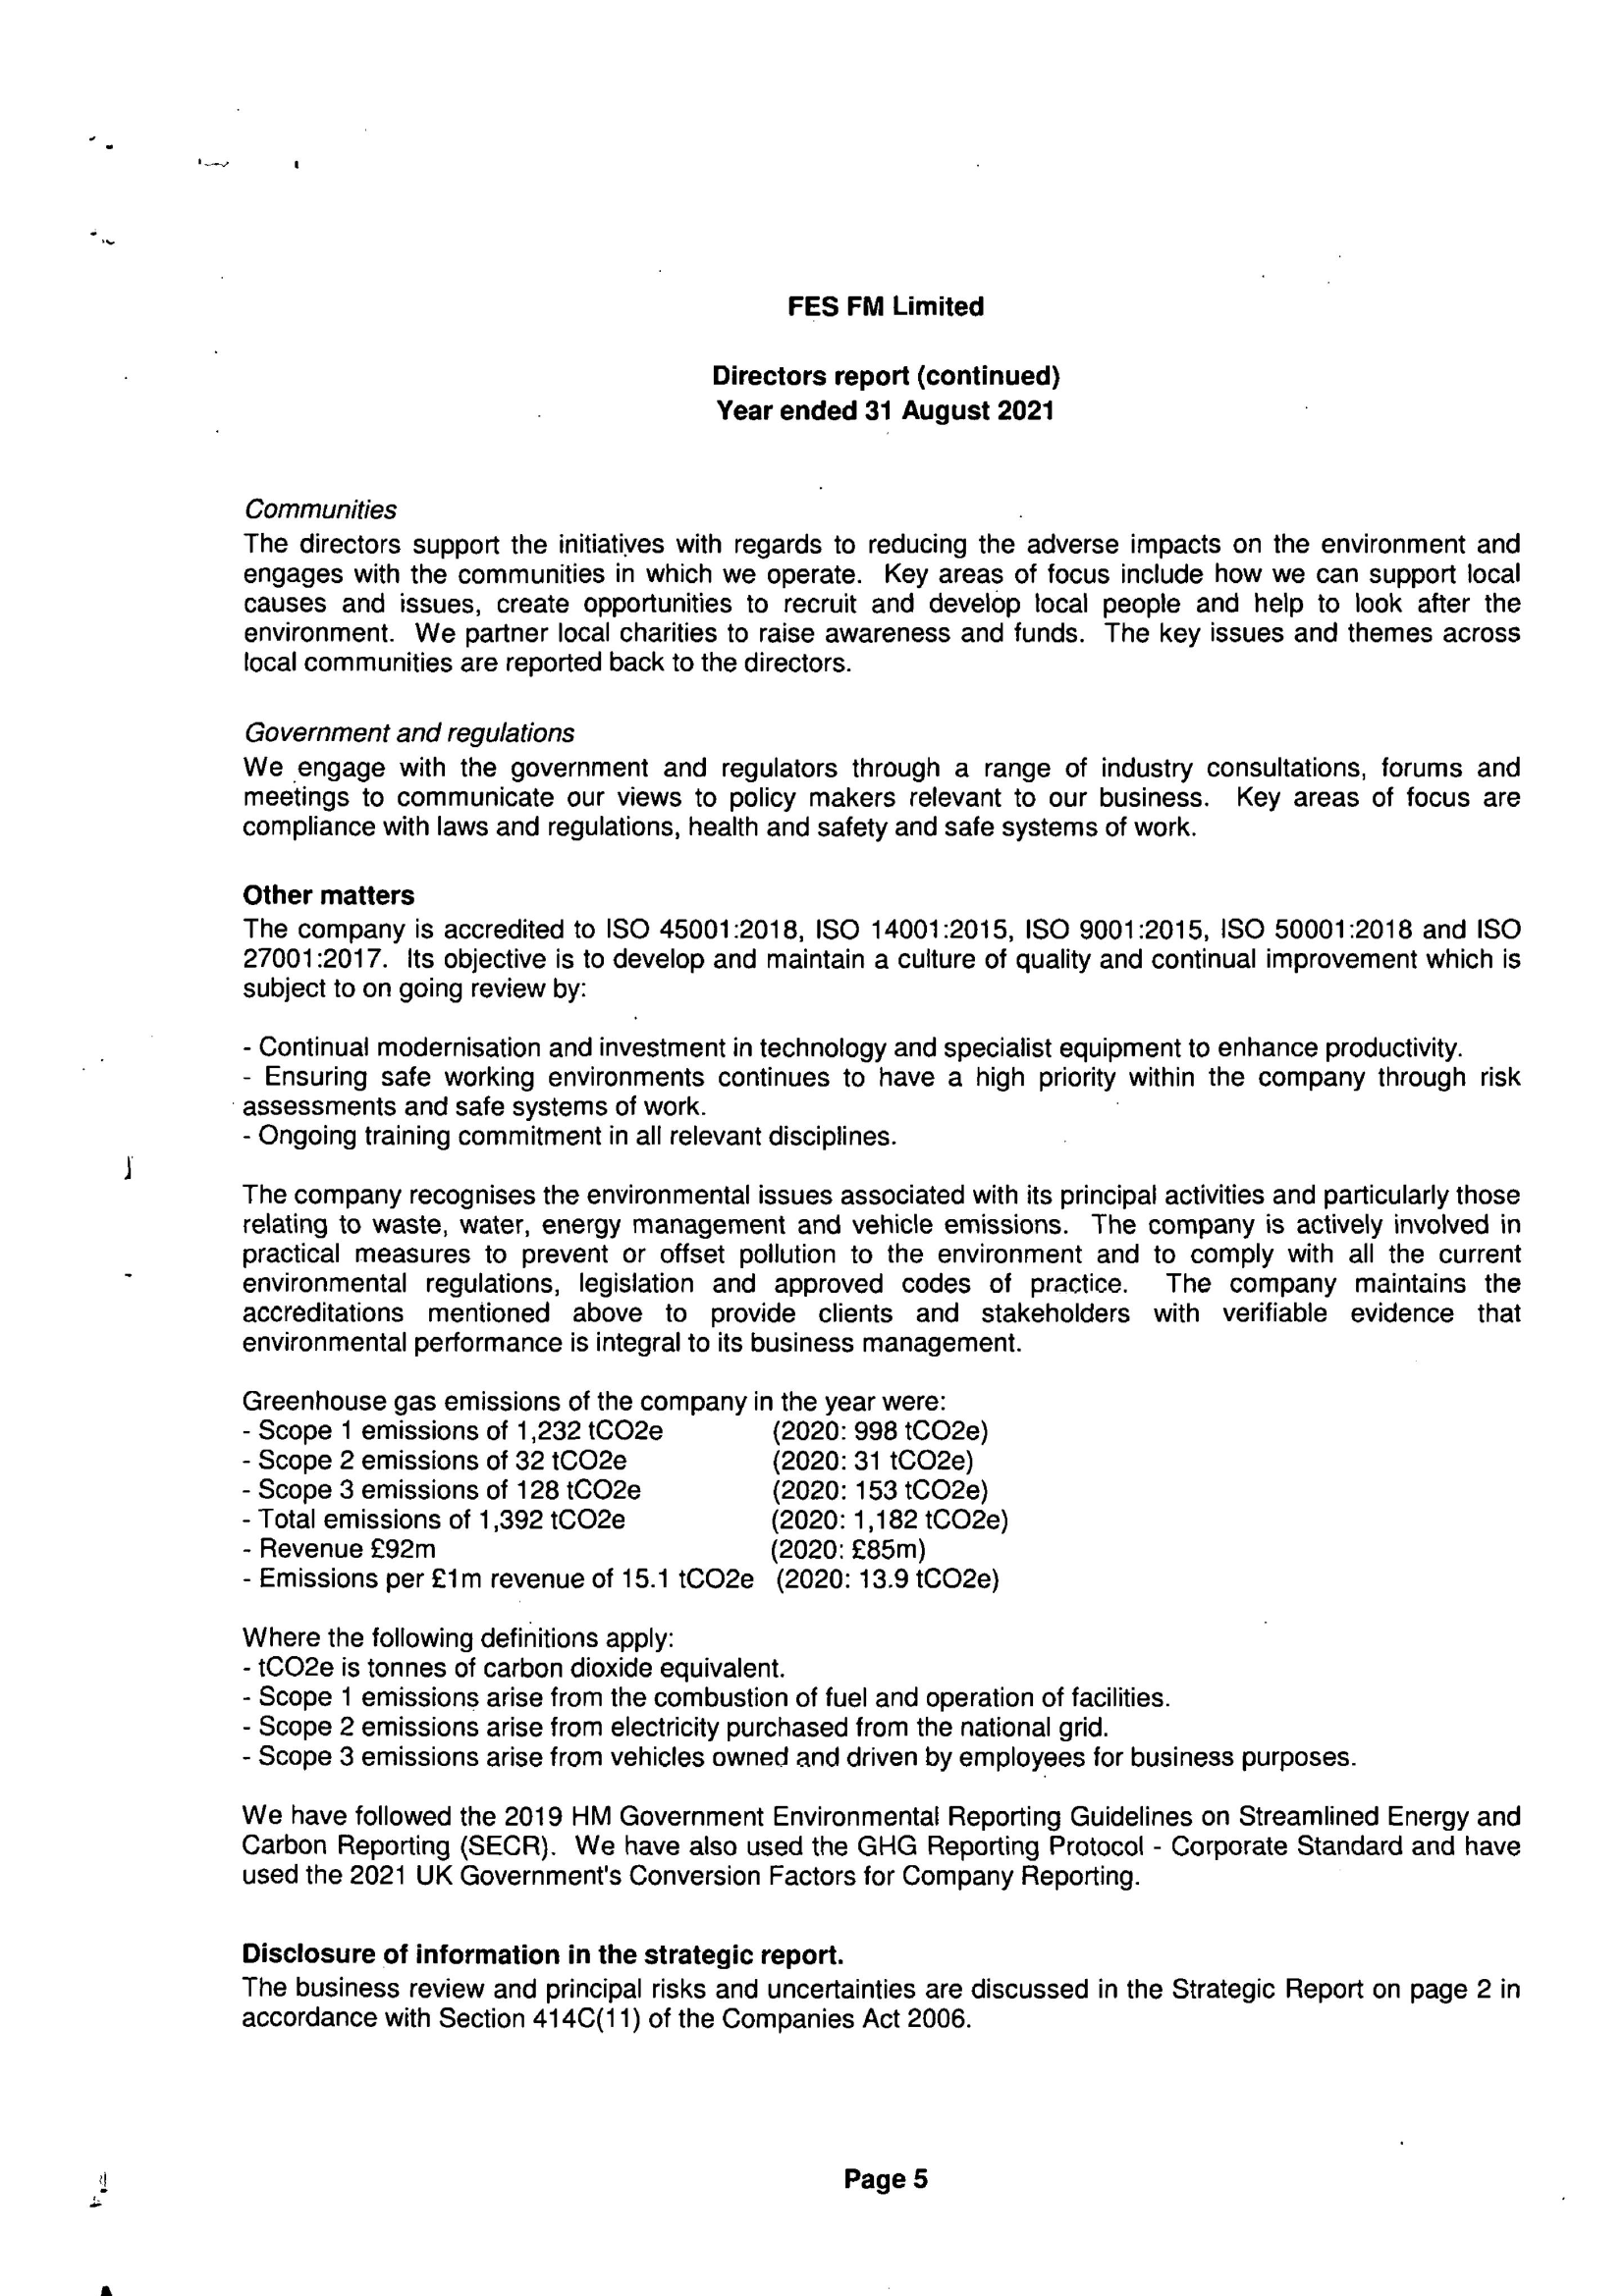 FES FM Limited
Directors report (continued)
Year ended 31 August 2021
Communities
The directors support the initiatives with regards to reducing the adverse impacts on the environment and
engages with the communities in which we operate. Key areas of focus include how we can support local
causes and issues, create opportunities to recruit and develop local people and help to look after the
environment. We partner local charities to raise awareness and funds. The key issues and themes across
local communities are reported back to the directors.
Government and regulations
We engage with the government and regulators through a range of industry consultations, forums and
meetings to communicate our views to policy makers relevant to our business. Key areas of focus are
compliance with laws and regulations, health and safety and safe systems of work.
Other matters
The company is accredited to ISO 45001:2018, ISO 14001:2015, ISO 9001:2015, ISO 50001:2018 and ISO
27001:2017. Its objective is to develop and maintain a culture of quality and continual improvement which is
subject to on going review by:
- Continual modernisation and investment in technology and specialist equipment to enhance productivity.
- Ensuring safe working environments continues to have a high priority within the company through risk
assessments and safe systems of work.
- Ongoing training commitment in all relevant disciplines.
The company recognises the environmental issues associated with its principal activities and particularly those
relating to waste, water, energy management and vehicle emissions. The company is actively involved in
practical measures to prevent or offset pollution to the environment and to comply with all the current
environmental regulations, legislation and approved codes of practice. The company maintains the
accreditations mentioned above to provide clients and stakeholders with verifiable evidence that
environmental performance is integral to its business management.
Greenhouse gas emissions of the company in the year were:
- Scope 1 emissions of 1,232 tCO2e (2020: 998 tCO2e)
- Scope 2 emissions of 32 tCO2e (2020: 31 tCO2e)
- Scope 3 emissions of 128 tCO2e (2020: 153 tCO2e)
- Total emissions of 1,392 tCO2e (2020: 1,182 tCO2e)
- Revenue £92m (2020: £85m)
- Emissions per £1m revenue of 15.1 tCO2e (2020: 13.9 tCO2e)
Where the following definitions apply:
- tCO2e is tonnes of carbon dioxide equivalent.
- Scope 1 emissions arise from the combustion of fuel and operation of facilities.
- Scope 2 emissions arise from electricity purchased from the national grid.
- Scope 3 emissions arise from vehicles owned and driven by employees for business purposes.
We have followed the 2019 HM Government Environmental Reporting Guidelines on Streamlined Energy and
Carbon Reporting (SECR). We have also used the GHG Reporting Protocol - Corporate Standard and have
used the 2021 UK Government's Conversion Factors for Company Reporting.
Disclosure of information in the strategic report.
The business review and principal risks and uncertainties are discussed in the Strategic Report on page 2 in
accordance with Section 414C(11) of the Companies Act 2006.
Page 5